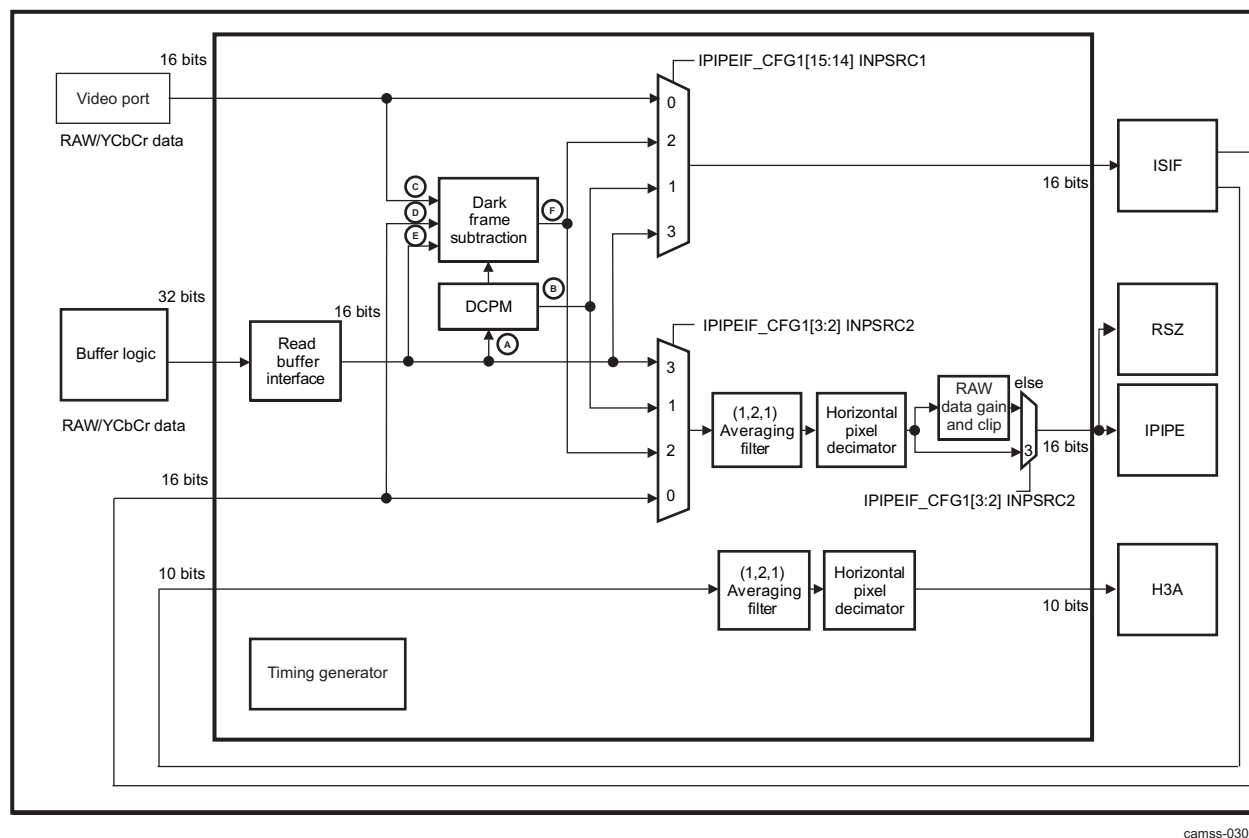 16 bits
IPIPEIF_CFG1[15:14] INPSRC1
Video port
RAW/YCbCr data
0
2
1
3
16 bits
ISIF
C
D
E
Dark
frame
subtraction
F
DCPM
B
A
32 bits
16 bits
Buffer logic
RAW/YCbCr data
Read
buffer
interface
IPIPEIF_CFG1[3:2] INPSRC2
3
1
2
0
(1,2,1)
Averaging
filter
Horizontal
pixel
decimator
RAW
data gain
and clip
else
3
16 bits
IPIPEIF_CFG1[3:2] INPSRC2
RSZ
IPIPE
16 bits
10 bits
(1,2,1)
Averaging
filter
Horizontal
pixel
decimator
10 bits
H3A
Timing generator
camss-030